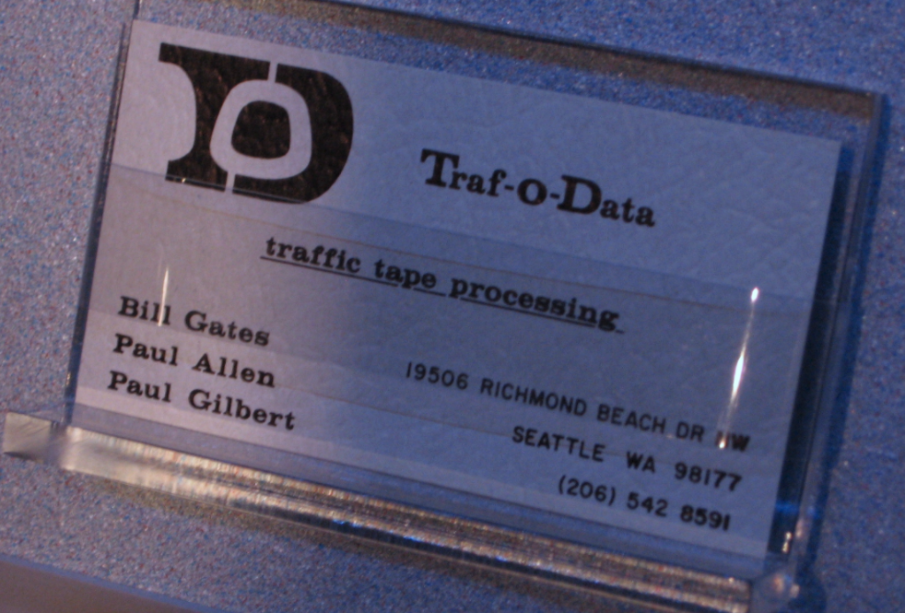 Traf-o-Data
traffic tape processing
Bill Gates
Paul Allen
Paul Gilbert
19506 RICHMOND BEACH DR NW
SEATTLE WA 98177
(206) 542 8591